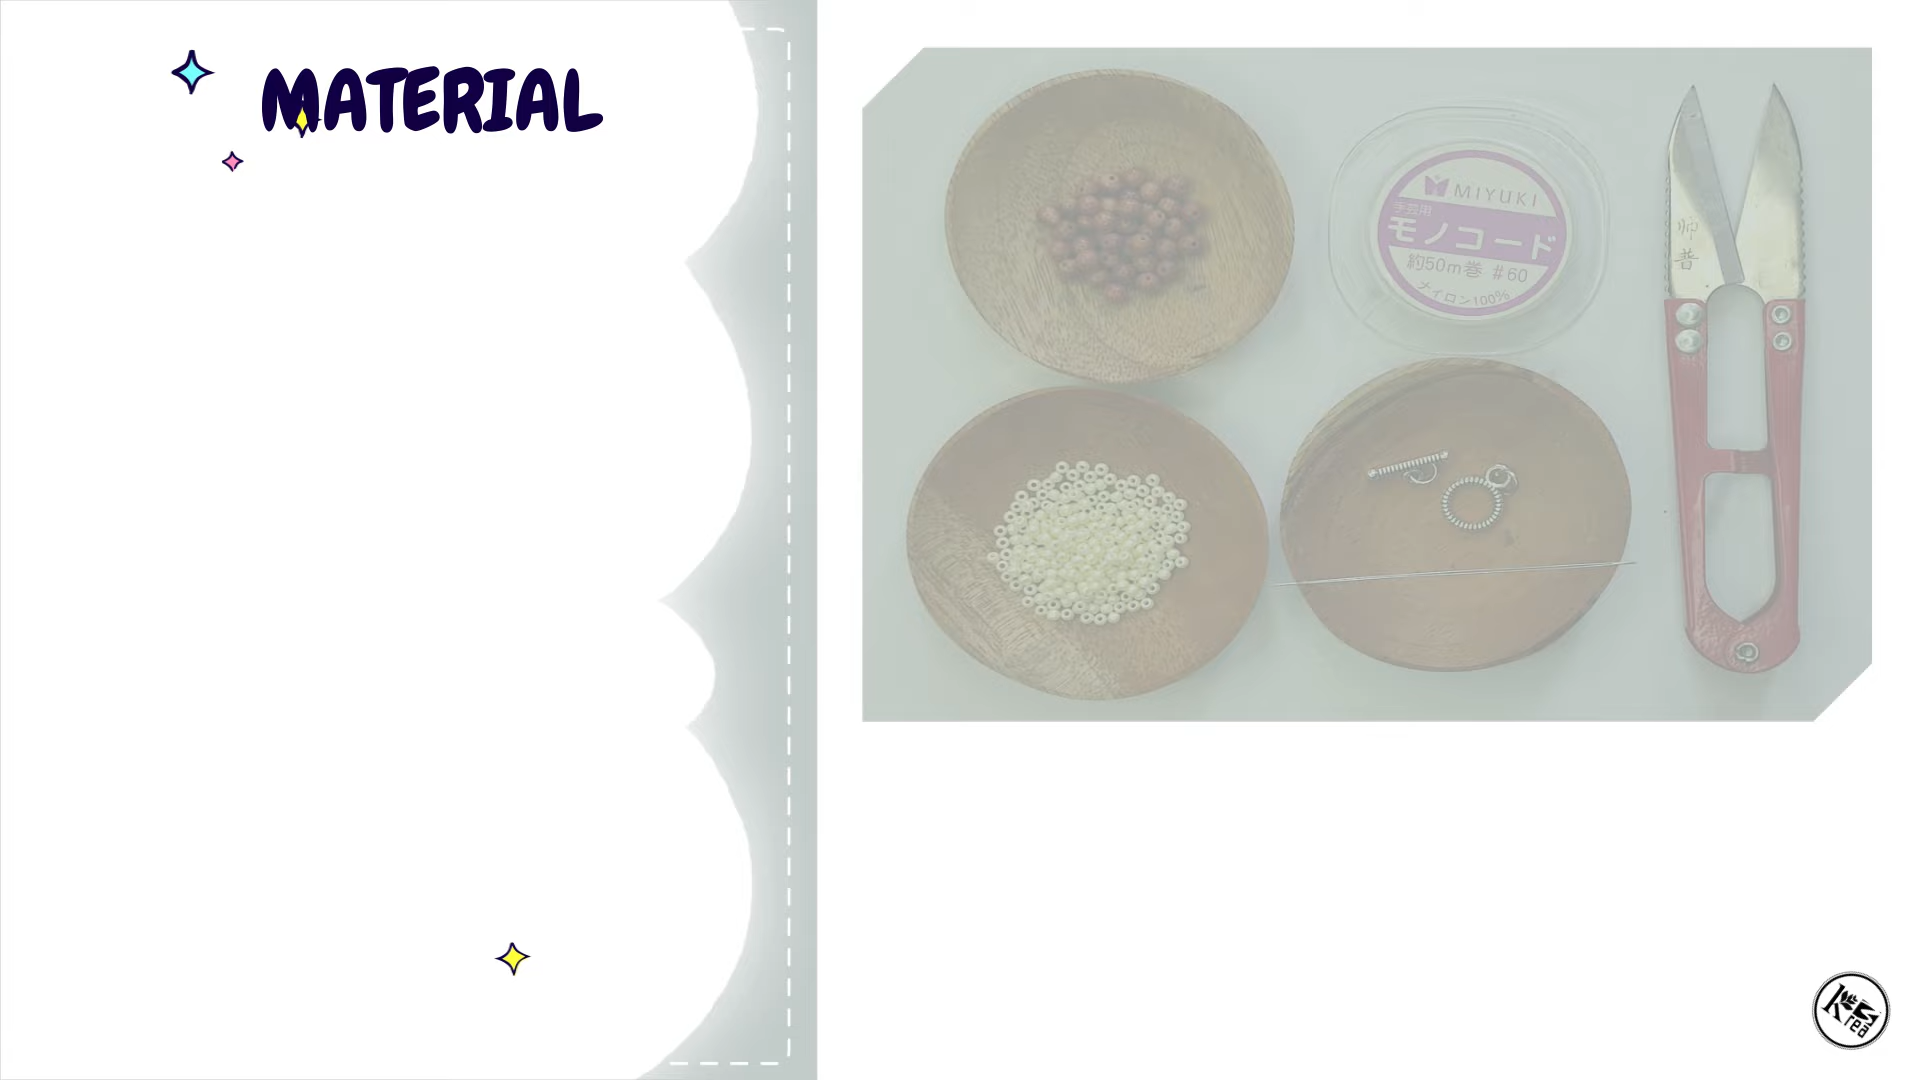 MATERIAL
MIYUKI
手芸用
モノコード
約50m巻 #60
ナイロン100%
帅
普
K
rea